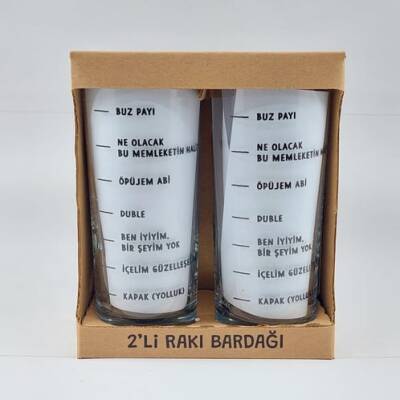 BUZ PAYI
NE OLACAK
BU MEMLEKETİN
ÖPÜJEM ABİ
DUBLE
BEN İYİYİM,
BİR ŞEYİM YOK
İÇELİM
KAPAK (YOLLUK)
BUZ PAYI
NE OLACAK
BU MEMLEKETİN
ÖPÜJEM ABİ
DUBLE
BEN İYİYİM,
BİR ŞEYİM YOK
İÇELİM
KAPAK (YOLLUK)
2'Lİ RAKI BARDAĞI